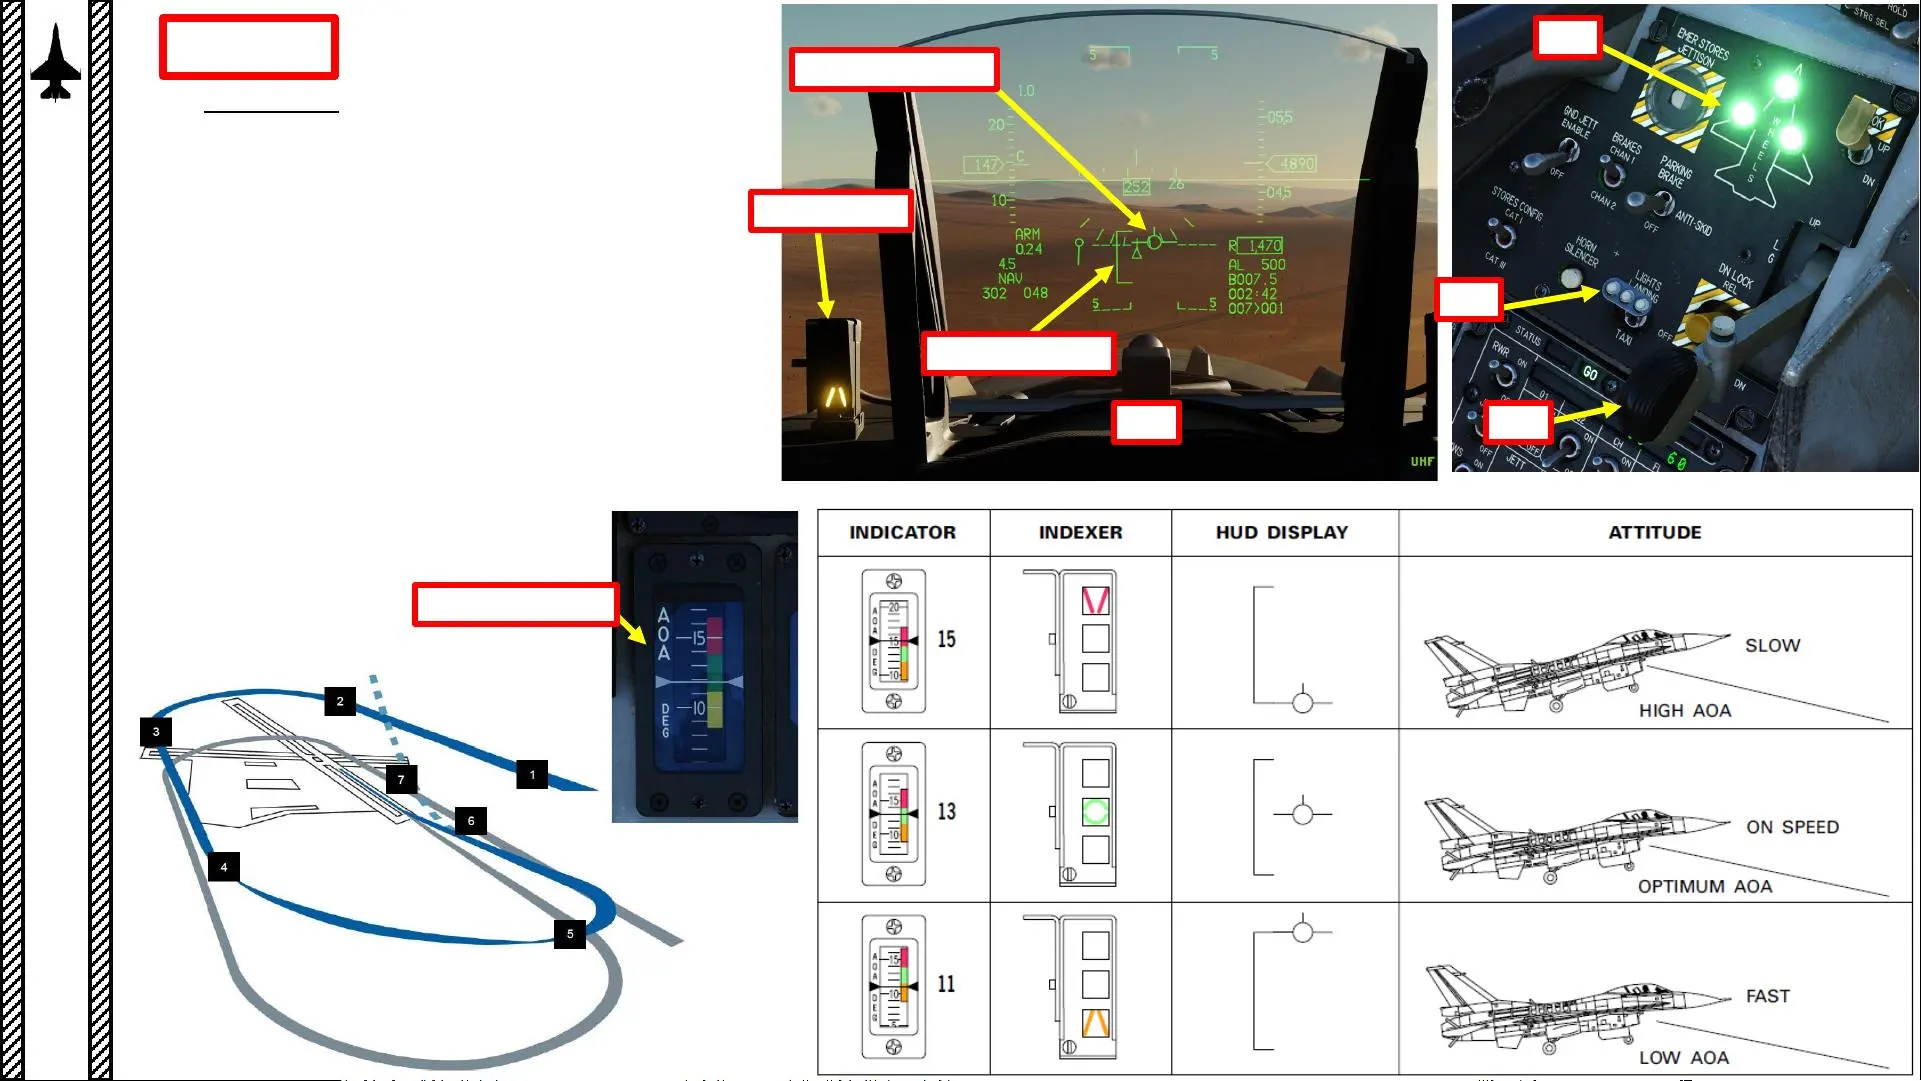 5
5
1.0
20
055
147
C
4890
252
26
10
045
ARM
0.24
R 1,470
4.5
AL 500
NAV
B007.5
302 048
002:42
007>001
5
5
UHF
EMER STORES
JETTISON
GND JETT
ENABLE
OFF
BRAKES
CHAN 1
CHAN 2
PARKING
BRAKE
ANTI-SKID
OFF
WHEELS
UP
DN
STORES CONFIG
CAT I
CAT III
HORN
SILENCER
LIGHTS
LANDING
TAXI
OFF
DN LOCK
REL
UP
L
G
DN
STRG SEL
HOLD
STATUS
GO
RWR
ON
JETT
CH
60
AOA
15
10
DEG
INDICATOR
INDEXER
HUD DISPLAY
ATTITUDE
AOA
DEG
20
15
10
15
SLOW
HIGH AOA
AOA
DEG
15
10
13
ON SPEED
OPTIMUM AOA
AOA
DEG
15
10
5
11
FAST
LOW AOA
1
2
3
4
5
6
7